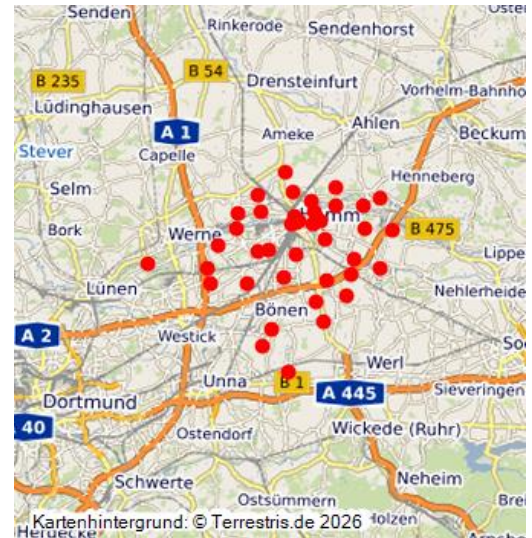 Senden
Rinkerode
Sendenhorst
B 54
B 235
Drensteinfurt
Vorhelm-Bahnho
Lüdinghausen
A 1
Ameke
Ahlen
Beckum
Stever
Capelle
Henneberg
Selm
Bork
Werne
B 475
Lippe
Lünen
Nehlerheide
Bönen
A 2
Westick
Werl
Unna
B 1
A 445
Sieveringen
Dortmund
40
Ostendorf
Wickede (Ruhr)
Schwerte
Neheim
Ostsümmern
Kartenhintergrund: © Terrestris.de 2026